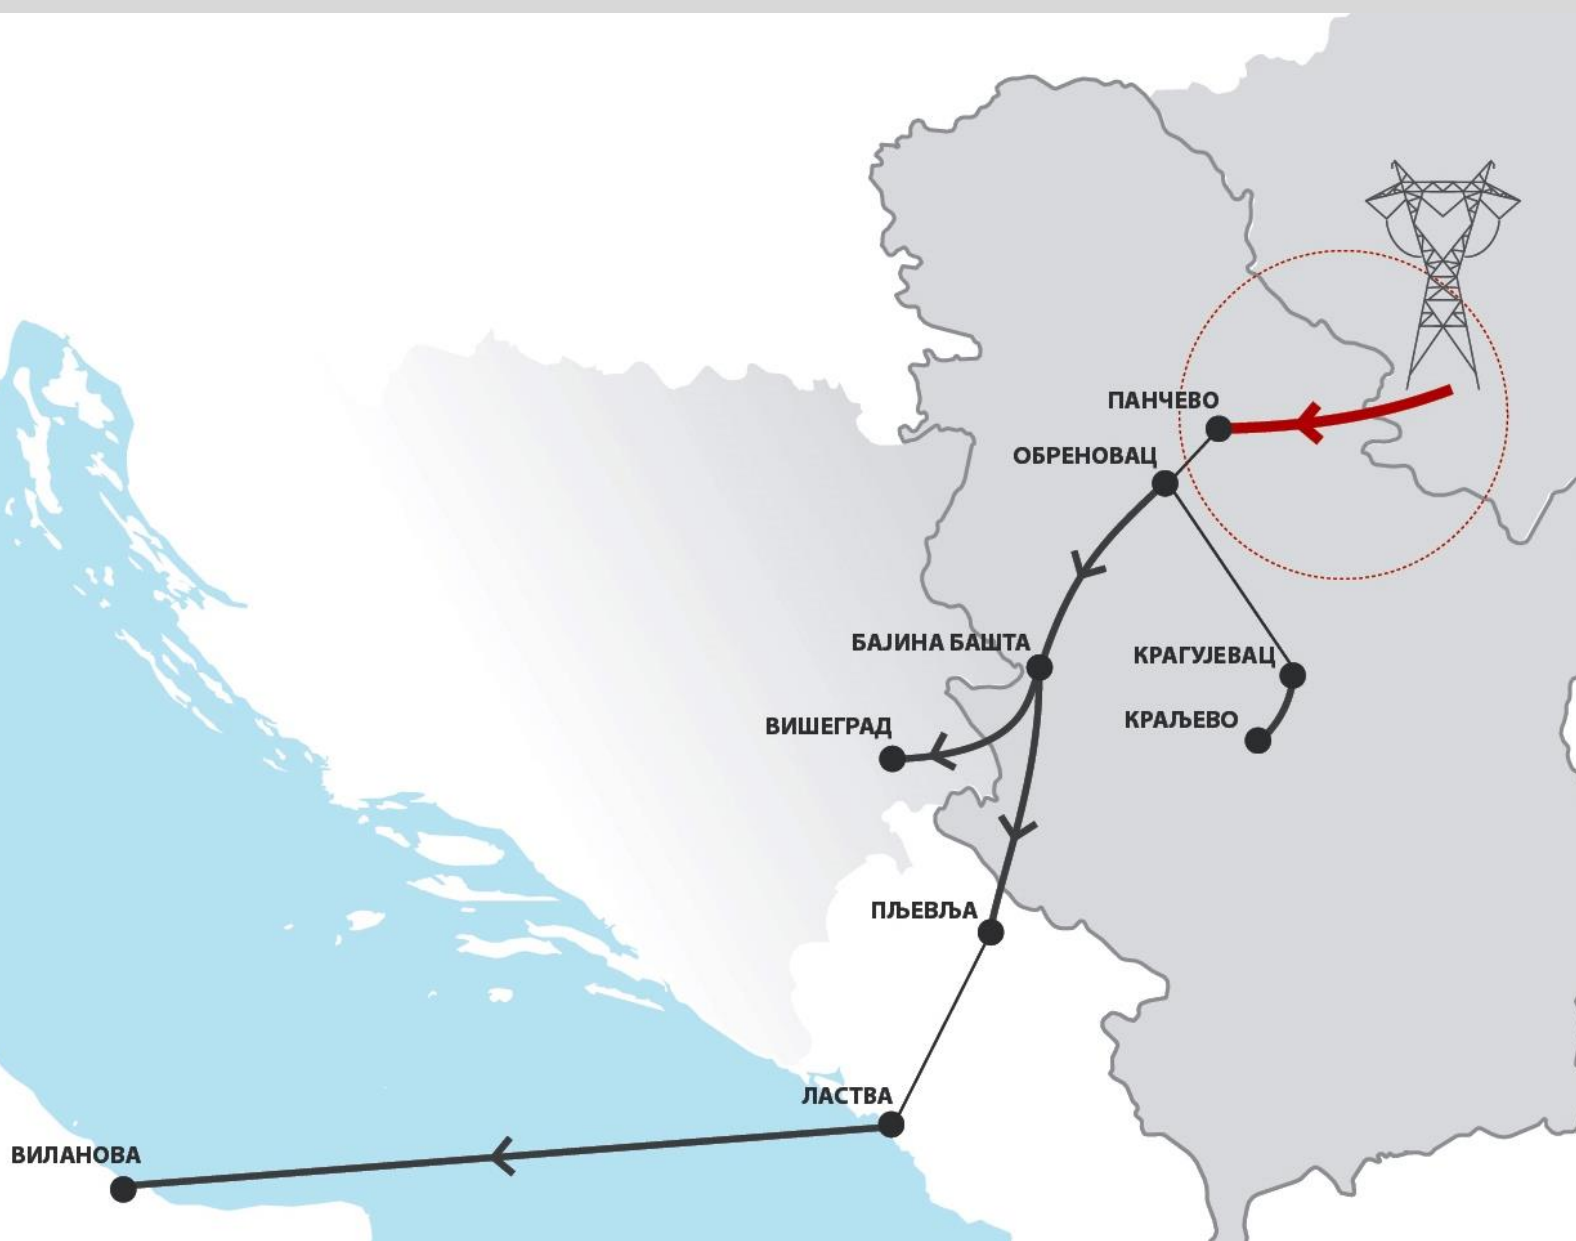 ПАНЧЕВО
ОБРЕНОВАЦ
БАЈИНА БАШТА
КРАГУЈЕВАЦ
КРАЉЕВО
ВИШЕГРАД
ПЉЕВЉА
ЛАСТВА
ВИЛАНОВА